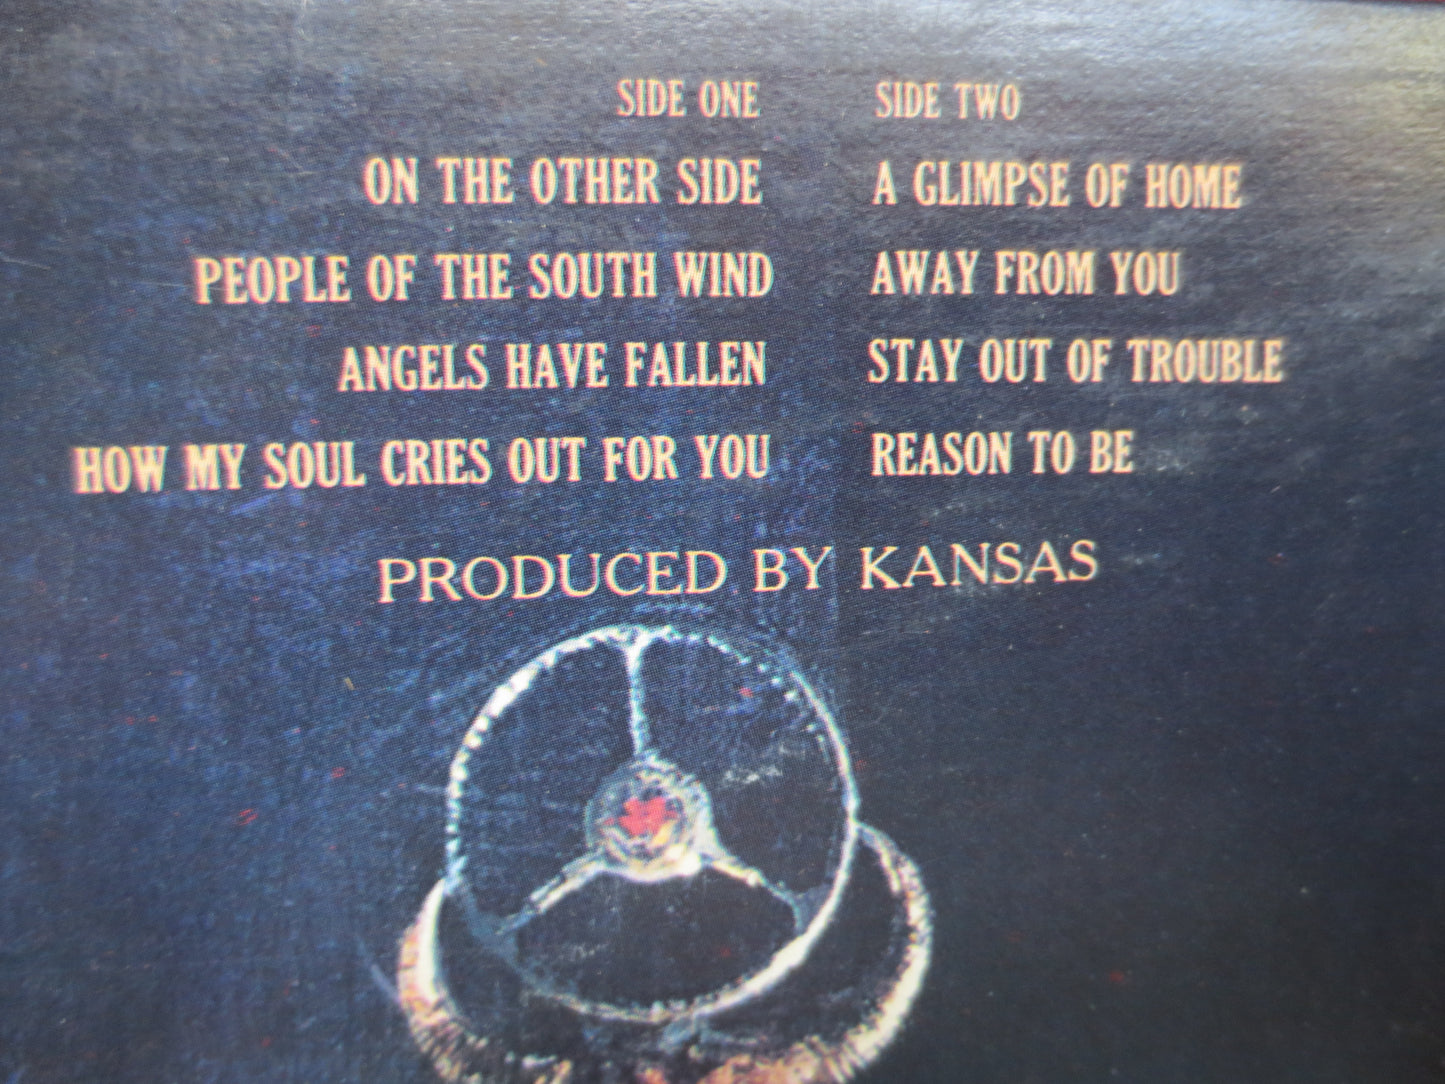 SIDE ONE
ON THE OTHER SIDE
PEOPLE OF THE SOUTH WIND
ANGELS HAVE FALLEN
HOW MY SOUL CRIES OUT FOR YOU
SIDE TWO
A GLIMPSE OF HOME
AWAY FROM YOU
STAY OUT OF TROUBLE
REASON TO BE
PRODUCED BY KANSAS